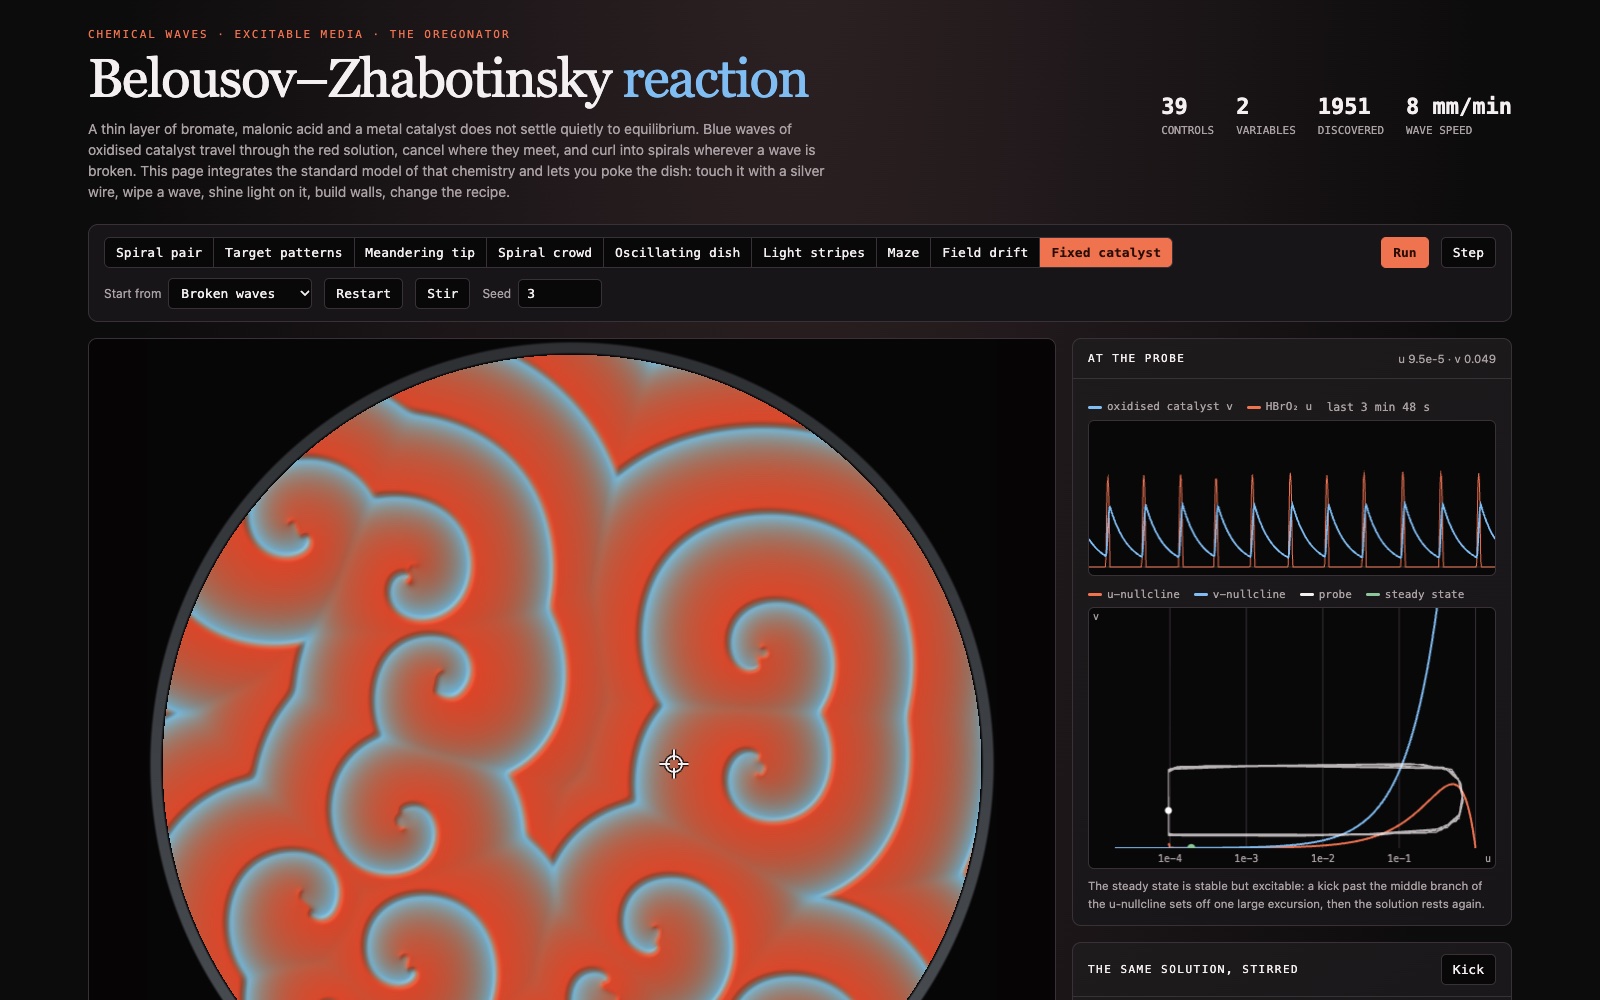 CHEMICAL WAVES · EXCITABLE MEDIA · THE OREGONATOR
Belousov—Zhabotinsky reaction
A thin layer of bromate, malonic acid and a metal catalyst does not settle quietly to equilibrium. Blue waves of
oxidised catalyst travel through the red solution, cancel where they meet, and curl into spirals wherever a wave is
broken. This page integrates the standard model of that chemistry and lets you poke the dish: touch it with a silver
wire, wipe a wave, shine light on it, build walls, change the recipe.
39 2 1951 8 mm/min
CONTROLS VARIABLES DISCOVERED WAVE SPEED
Spiral pair Target patterns Meandering tip Spiral crowd Oscillating dish Light stripes Maze Field drift Fixed catalyst Run Step
Start from Broken waves Restart Stir Seed 3
AT THE PROBE u 9.5e-5 · v 0.049
oxidised catalyst v HBrO₂ u last 3 min 48 s
u-nullcline v-nullcline probe steady state
v
1e-4 1e-3 1e-2 1e-1 u
The steady state is stable but excitable: a kick past the middle branch of
the u-nullcline sets off one large excursion, then the solution rests again.
THE SAME SOLUTION, STIRRED Kick